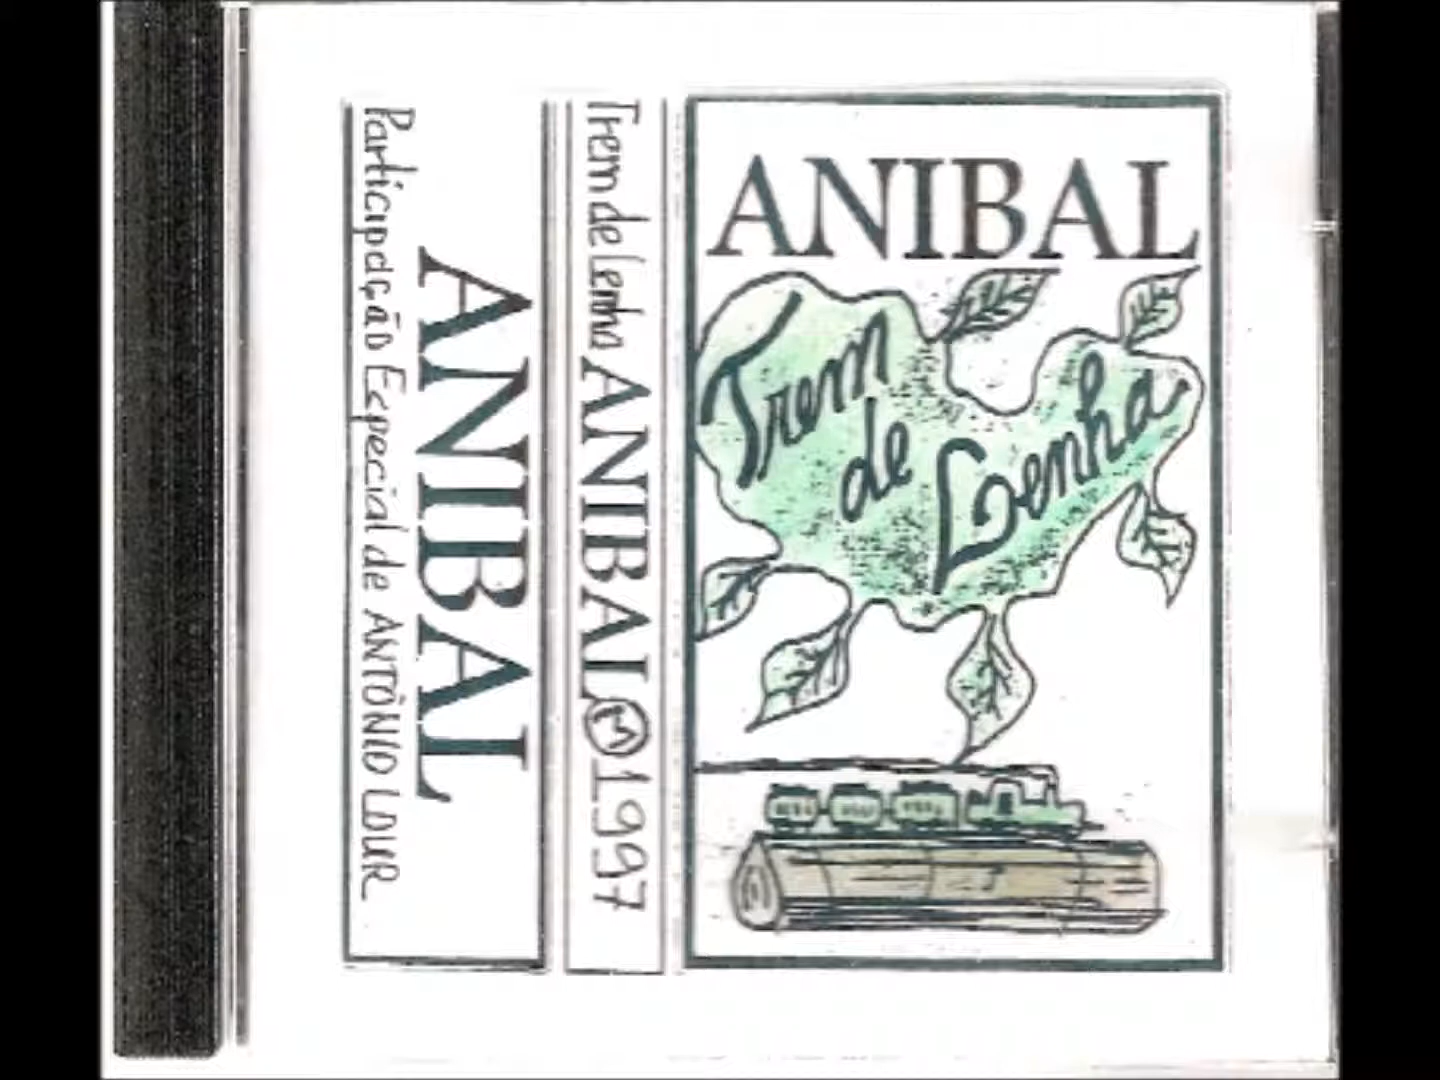 Participação Especial de ANTÔNIO LOUR
ANIBAL
Trem de Lenha ANIBAL M 1997
ANIBAL
Trem
de Lenha